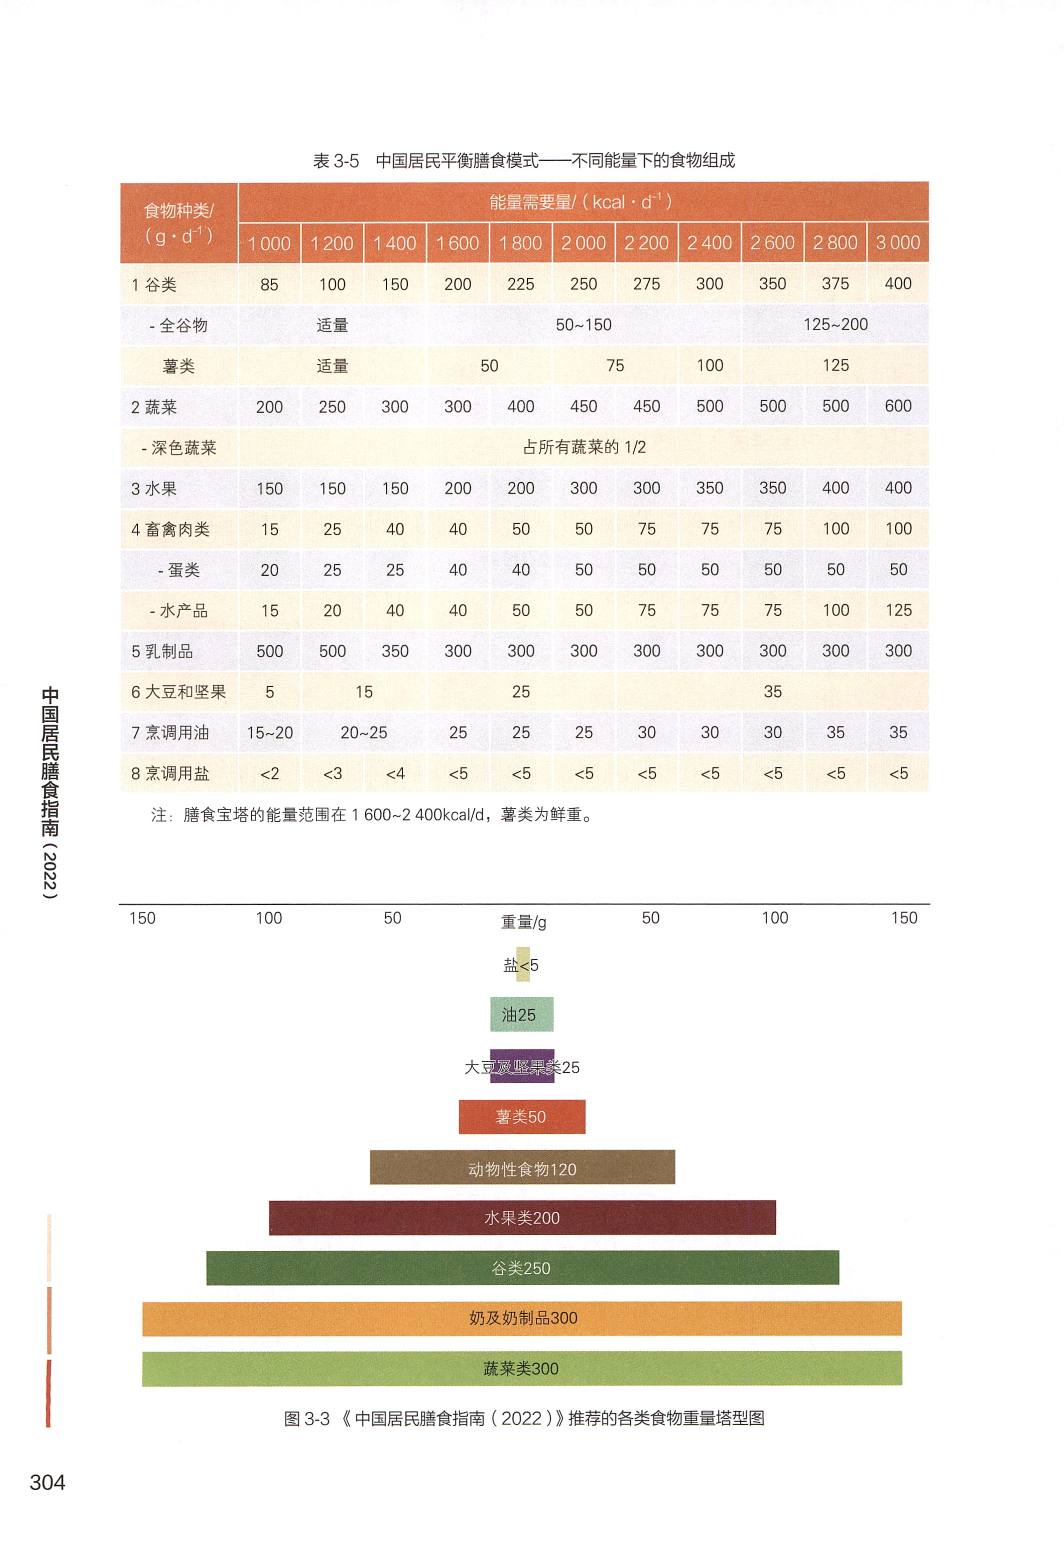 表 3-5 中国居民平衡膳食模式——不同能量下的食物组成
食物种类/(g·d⁻¹) 能量需要量/(kcal·d⁻¹)
1 000 1 200 1 400 1 600 1 800 2 000 2 200 2 400 2 600 2 800 3 000
1 谷类 85 100 150 200 225 250 275 300 350 375 400
- 全谷物 适量 50~150 125~200
薯类 适量 50 75 100 125
2 蔬菜 200 250 300 300 400 450 450 500 500 500 600
- 深色蔬菜 占所有蔬菜的 1/2
3 水果 150 150 150 200 200 300 300 350 350 400 400
4 畜禽肉类 15 25 40 40 50 50 75 75 75 100 100
- 蛋类 20 25 25 40 40 50 50 50 50 50 50
- 水产品 15 20 40 40 50 50 75 75 75 100 125
5 乳制品 500 500 350 300 300 300 300 300 300 300 300
6 大豆和坚果 5 15 25 35
7 烹调用油 15~20 20~25 25 25 25 30 30 30 35 35
8 烹调用盐 <2 <3 <4 <5 <5 <5 <5 <5 <5 <5 <5
注：膳食宝塔的能量范围在 1 600~2 400kcal/d，薯类为鲜重。
中国居民膳食指南（2022）
150 100 50 重量/g 50 100 150
盐<5
油25
大豆及坚果类25
薯类50
动物性食物120
水果类200
谷类250
奶及奶制品300
蔬菜类300
图 3-3 《中国居民膳食指南（2022）》推荐的各类食物重量塔型图
304